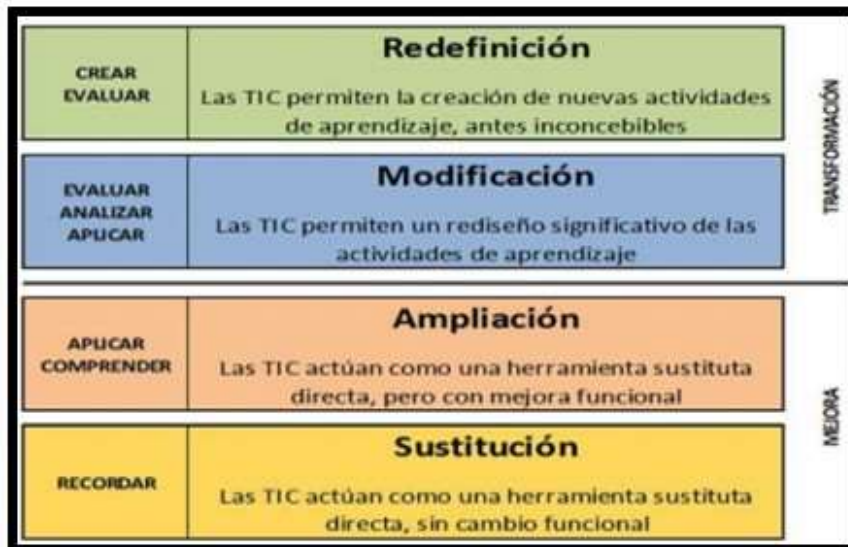 CREAR
EVALUAR
Redefinición
Las TIC permiten la creación de nuevas actividades
de aprendizaje, antes inconcebibles
EVALUAR
ANALIZAR
APLICAR
Modificación
Las TIC permiten un rediseño significativo de las
actividades de aprendizaje
TRANSFORMACIÓN
APLICAR
COMPRENDER
Ampliación
Las TIC actúan como una herramienta sustituta
directa, pero con mejora funcional
RECORDAR
Sustitución
Las TIC actúan como una herramienta sustituta
directa, sin cambio funcional
MEJORA